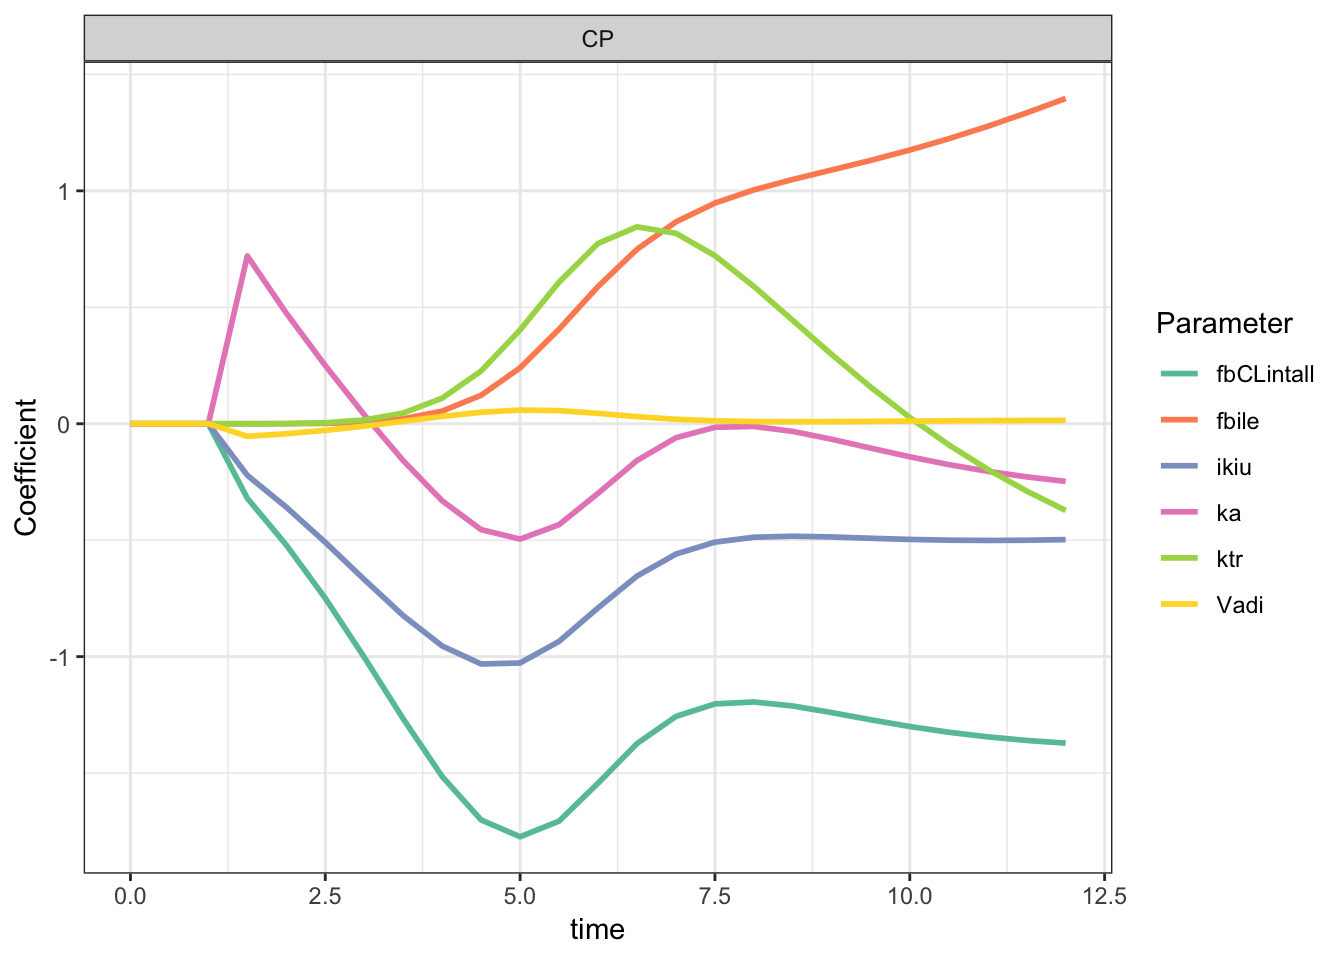 CP
1
0
-1
Coefficient
0.0 2.5 5.0 7.5 10.0 12.5
time
Parameter
fbCLintall
fbile
ikiu
ka
ktr
Vadi